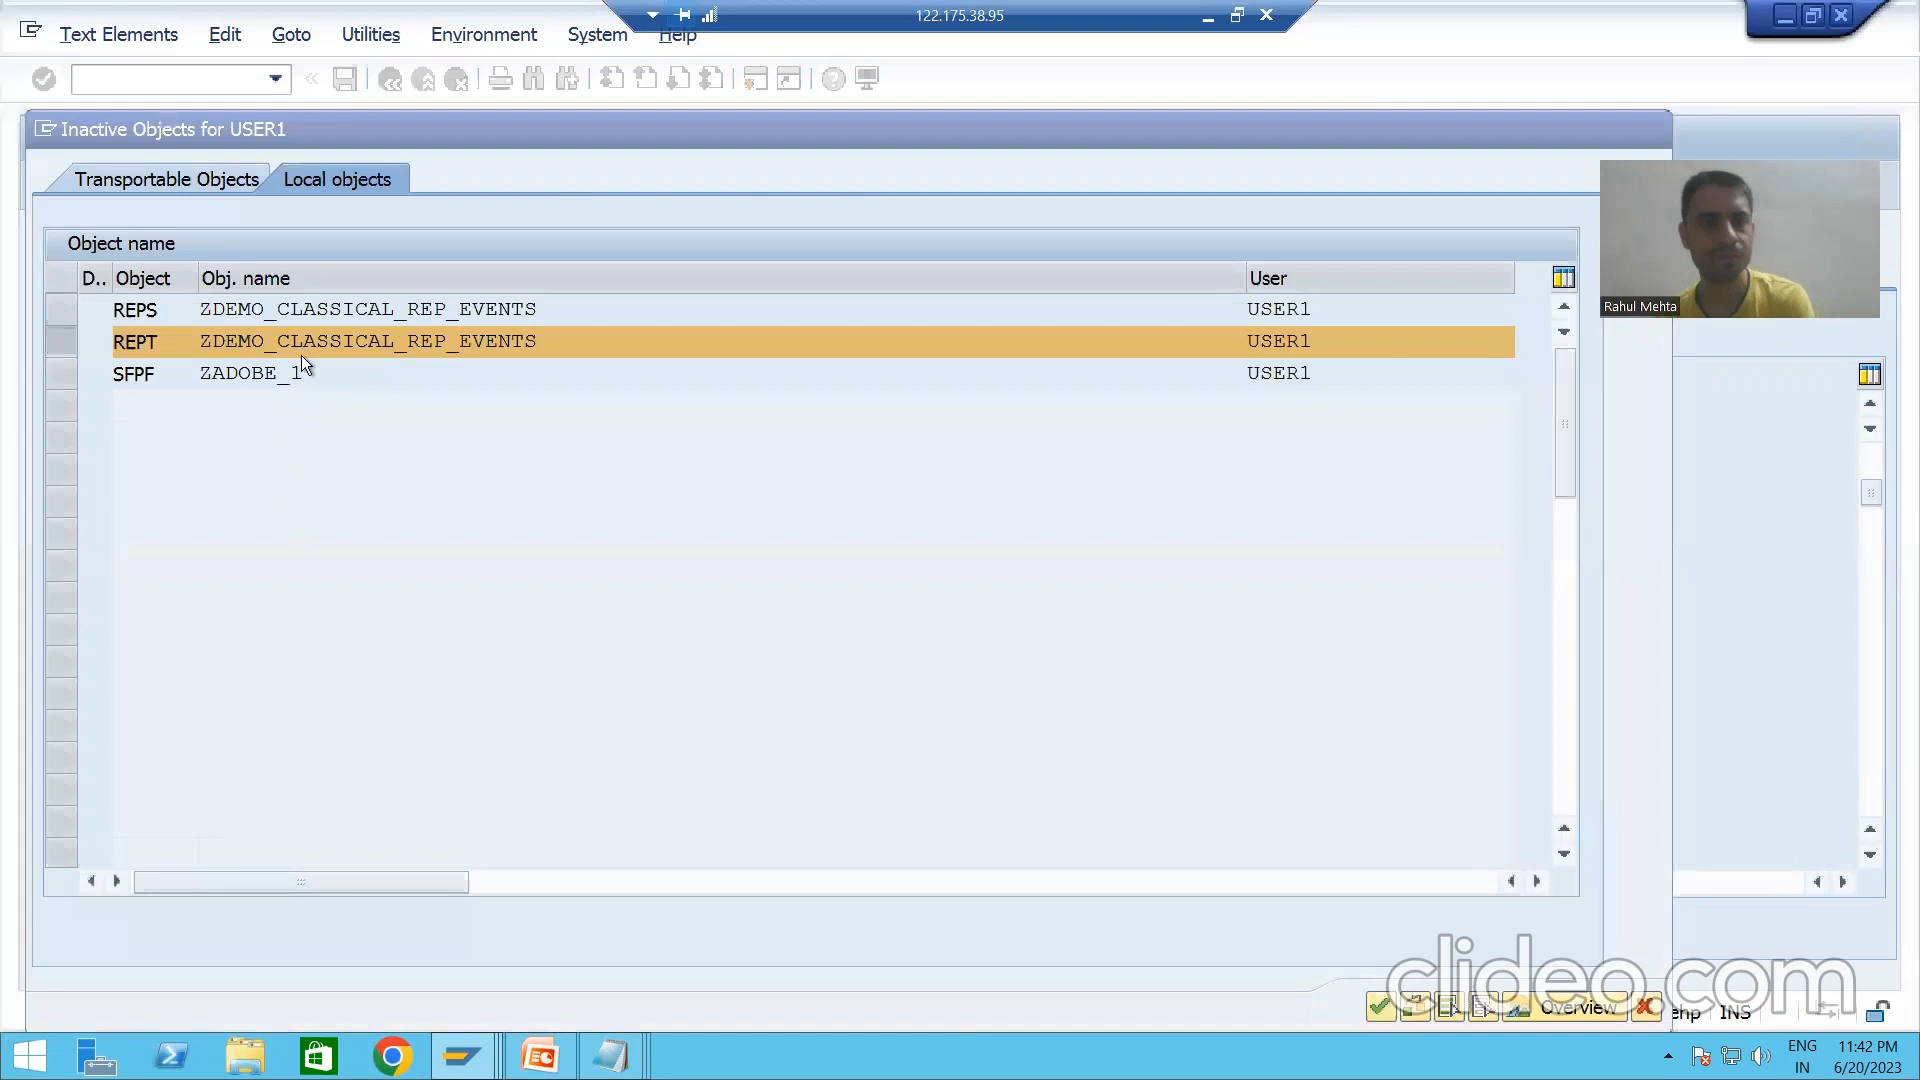 122.175.38.95
Text Elements Edit Goto Utilities Environment System Help
Inactive Objects for USER1
Transportable Objects Local objects
Object name
D.. Object Obj. name User
REPS ZDEMO_CLASSICAL_REP_EVENTS USER1
REPT ZDEMO_CLASSICAL_REP_EVENTS USER1
SFPF ZADOBE_1 USER1
Rahul Mehta
clideo.com
Overview ehp INS
ENG 11:42 PM
IN 6/20/2023